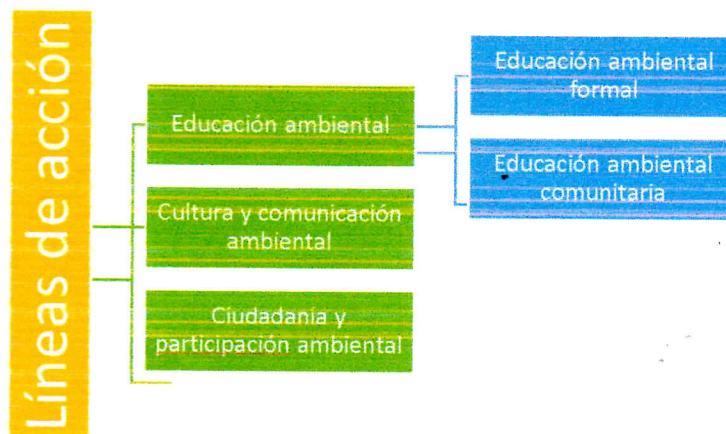 Líneas de acción
Educación ambiental
Cultura y comunicación
ambiental
Ciudadanía y
participación ambiental
Educación ambiental
formal
Educación ambiental
comunitaria